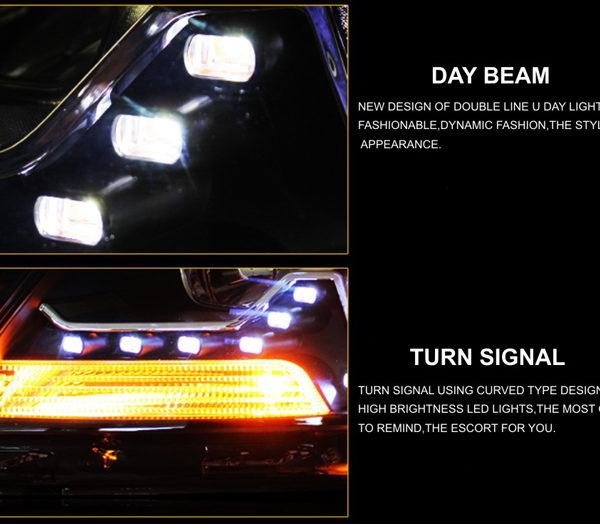 DAY BEAM
NEW DESIGN OF DOUBLE LINE U DAY LIGHT
FASHIONABLE,DYNAMIC FASHION,THE
APPEARANCE.
TURN SIGNAL
TURN SIGNAL USING CURVED TYPE DESIGN
HIGH BRIGHTNESS LED LIGHTS,THE MOST
TO REMIND,THE ESCORT FOR YOU.